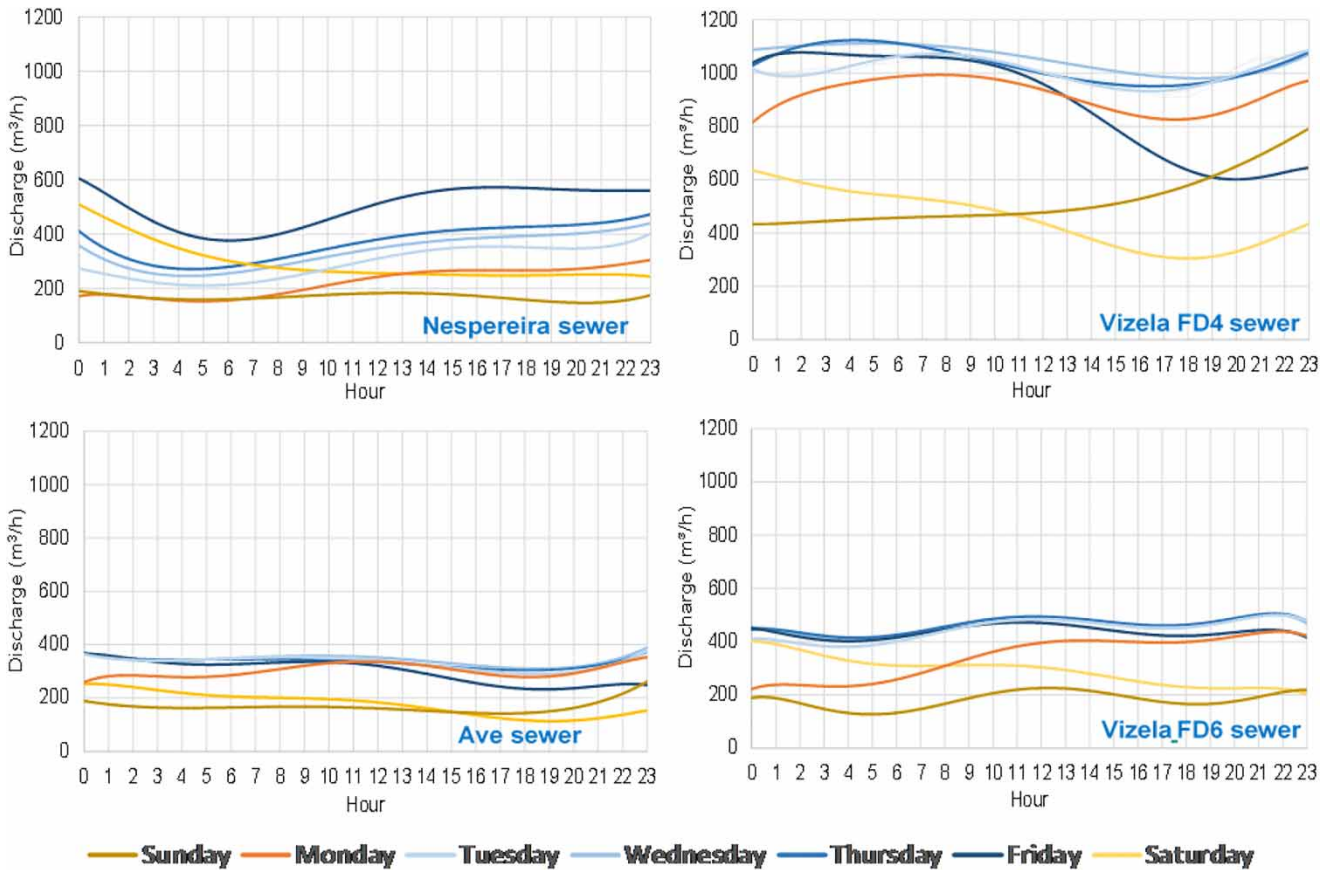 1200
1000
800
600
400
200
0
Discharge (m³/h)
Nespereira sewer
0 1 2 3 4 5 6 7 8 9 10 11 12 13 14 15 16 17 18 19 20 21 22 23
Hour
1200
1000
800
600
400
200
0
Discharge (m³/h)
Vizela FD4 sewer
0 1 2 3 4 5 6 7 8 9 10 11 12 13 14 15 16 17 18 19 20 21 22 23
Hour
1200
1000
800
600
400
200
0
Discharge (m³/h)
Ave sewer
0 1 2 3 4 5 6 7 8 9 10 11 12 13 14 15 16 17 18 19 20 21 22 23
Hour
1200
1000
800
600
400
200
0
Discharge (m³/h)
Vizela_FD6 sewer
0 1 2 3 4 5 6 7 8 9 10 11 12 13 14 15 16 17 18 19 20 21 22 23
Hour
Sunday Monday Tuesday Wednesday Thursday Friday Saturday